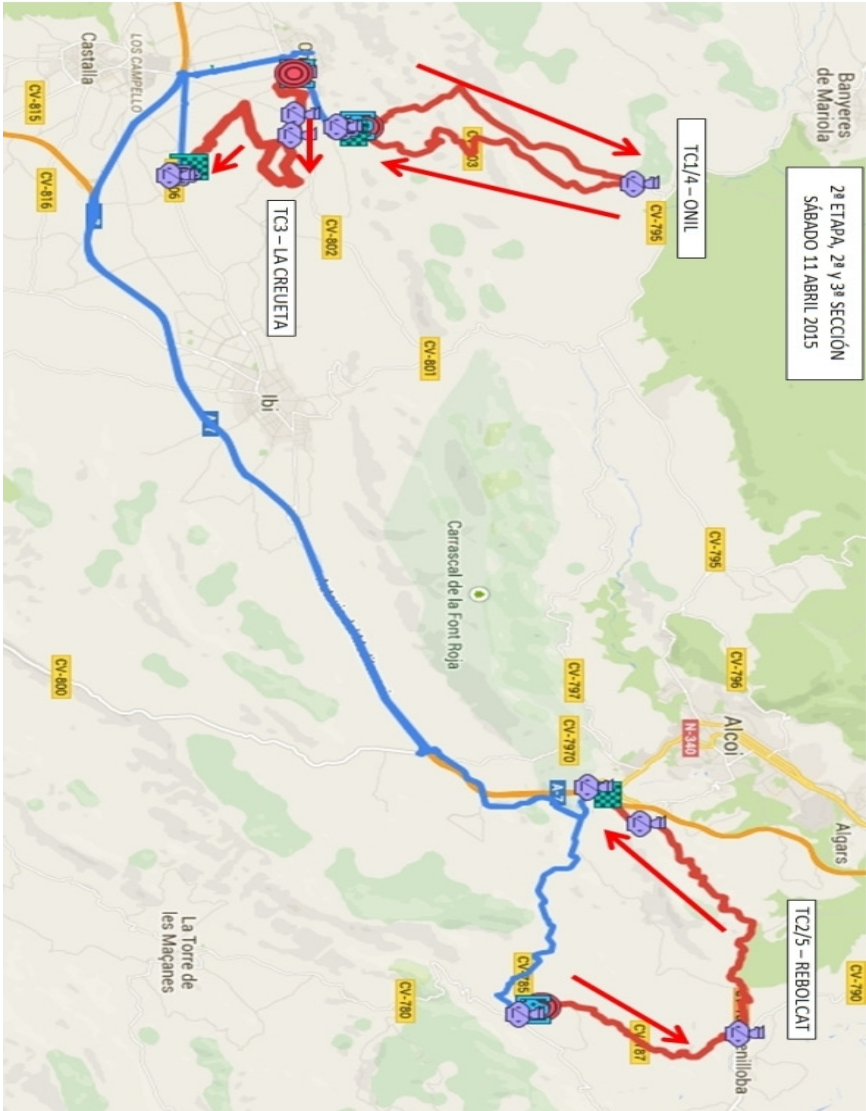 CV-790
Banyeres
de Mariola
2ª ETAPA, 2ª y 3ª SECCIÓN
SÁBADO 11 ABRIL 2015
Algars
TC2/5 – REBOLCAT
CV-796
Alcoi
CV-795
TC1/4 – ONIL
N-340
CV-795
CV-797
CV-7970
A-7
CV-785
Carrascal de la Font Roja
CV-801
CV-780
CV-802
TC3 – LA CREUETA
Ibi
A-7
La Torre de
les Maçanes
LOS CAMPELLO
Castalla
CV-800
CV-816
CV-815